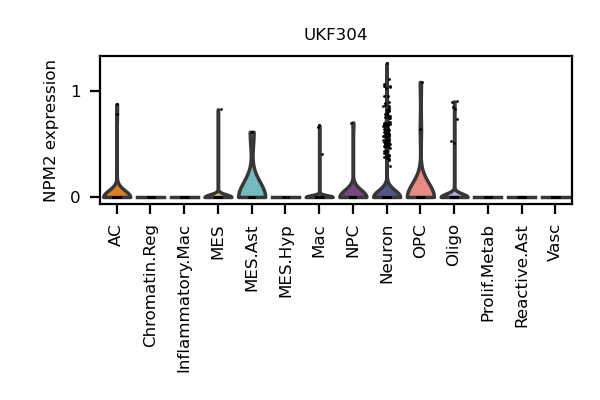 UKF304
NPM2 expression
1
0
AC
Chromatin.Reg
Inflammatory.Mac
MES
MES.Ast
MES.Hyp
Mac
NPC
Neuron
OPC
Oligo
Prolif.Metab
Reactive.Ast
Vasc